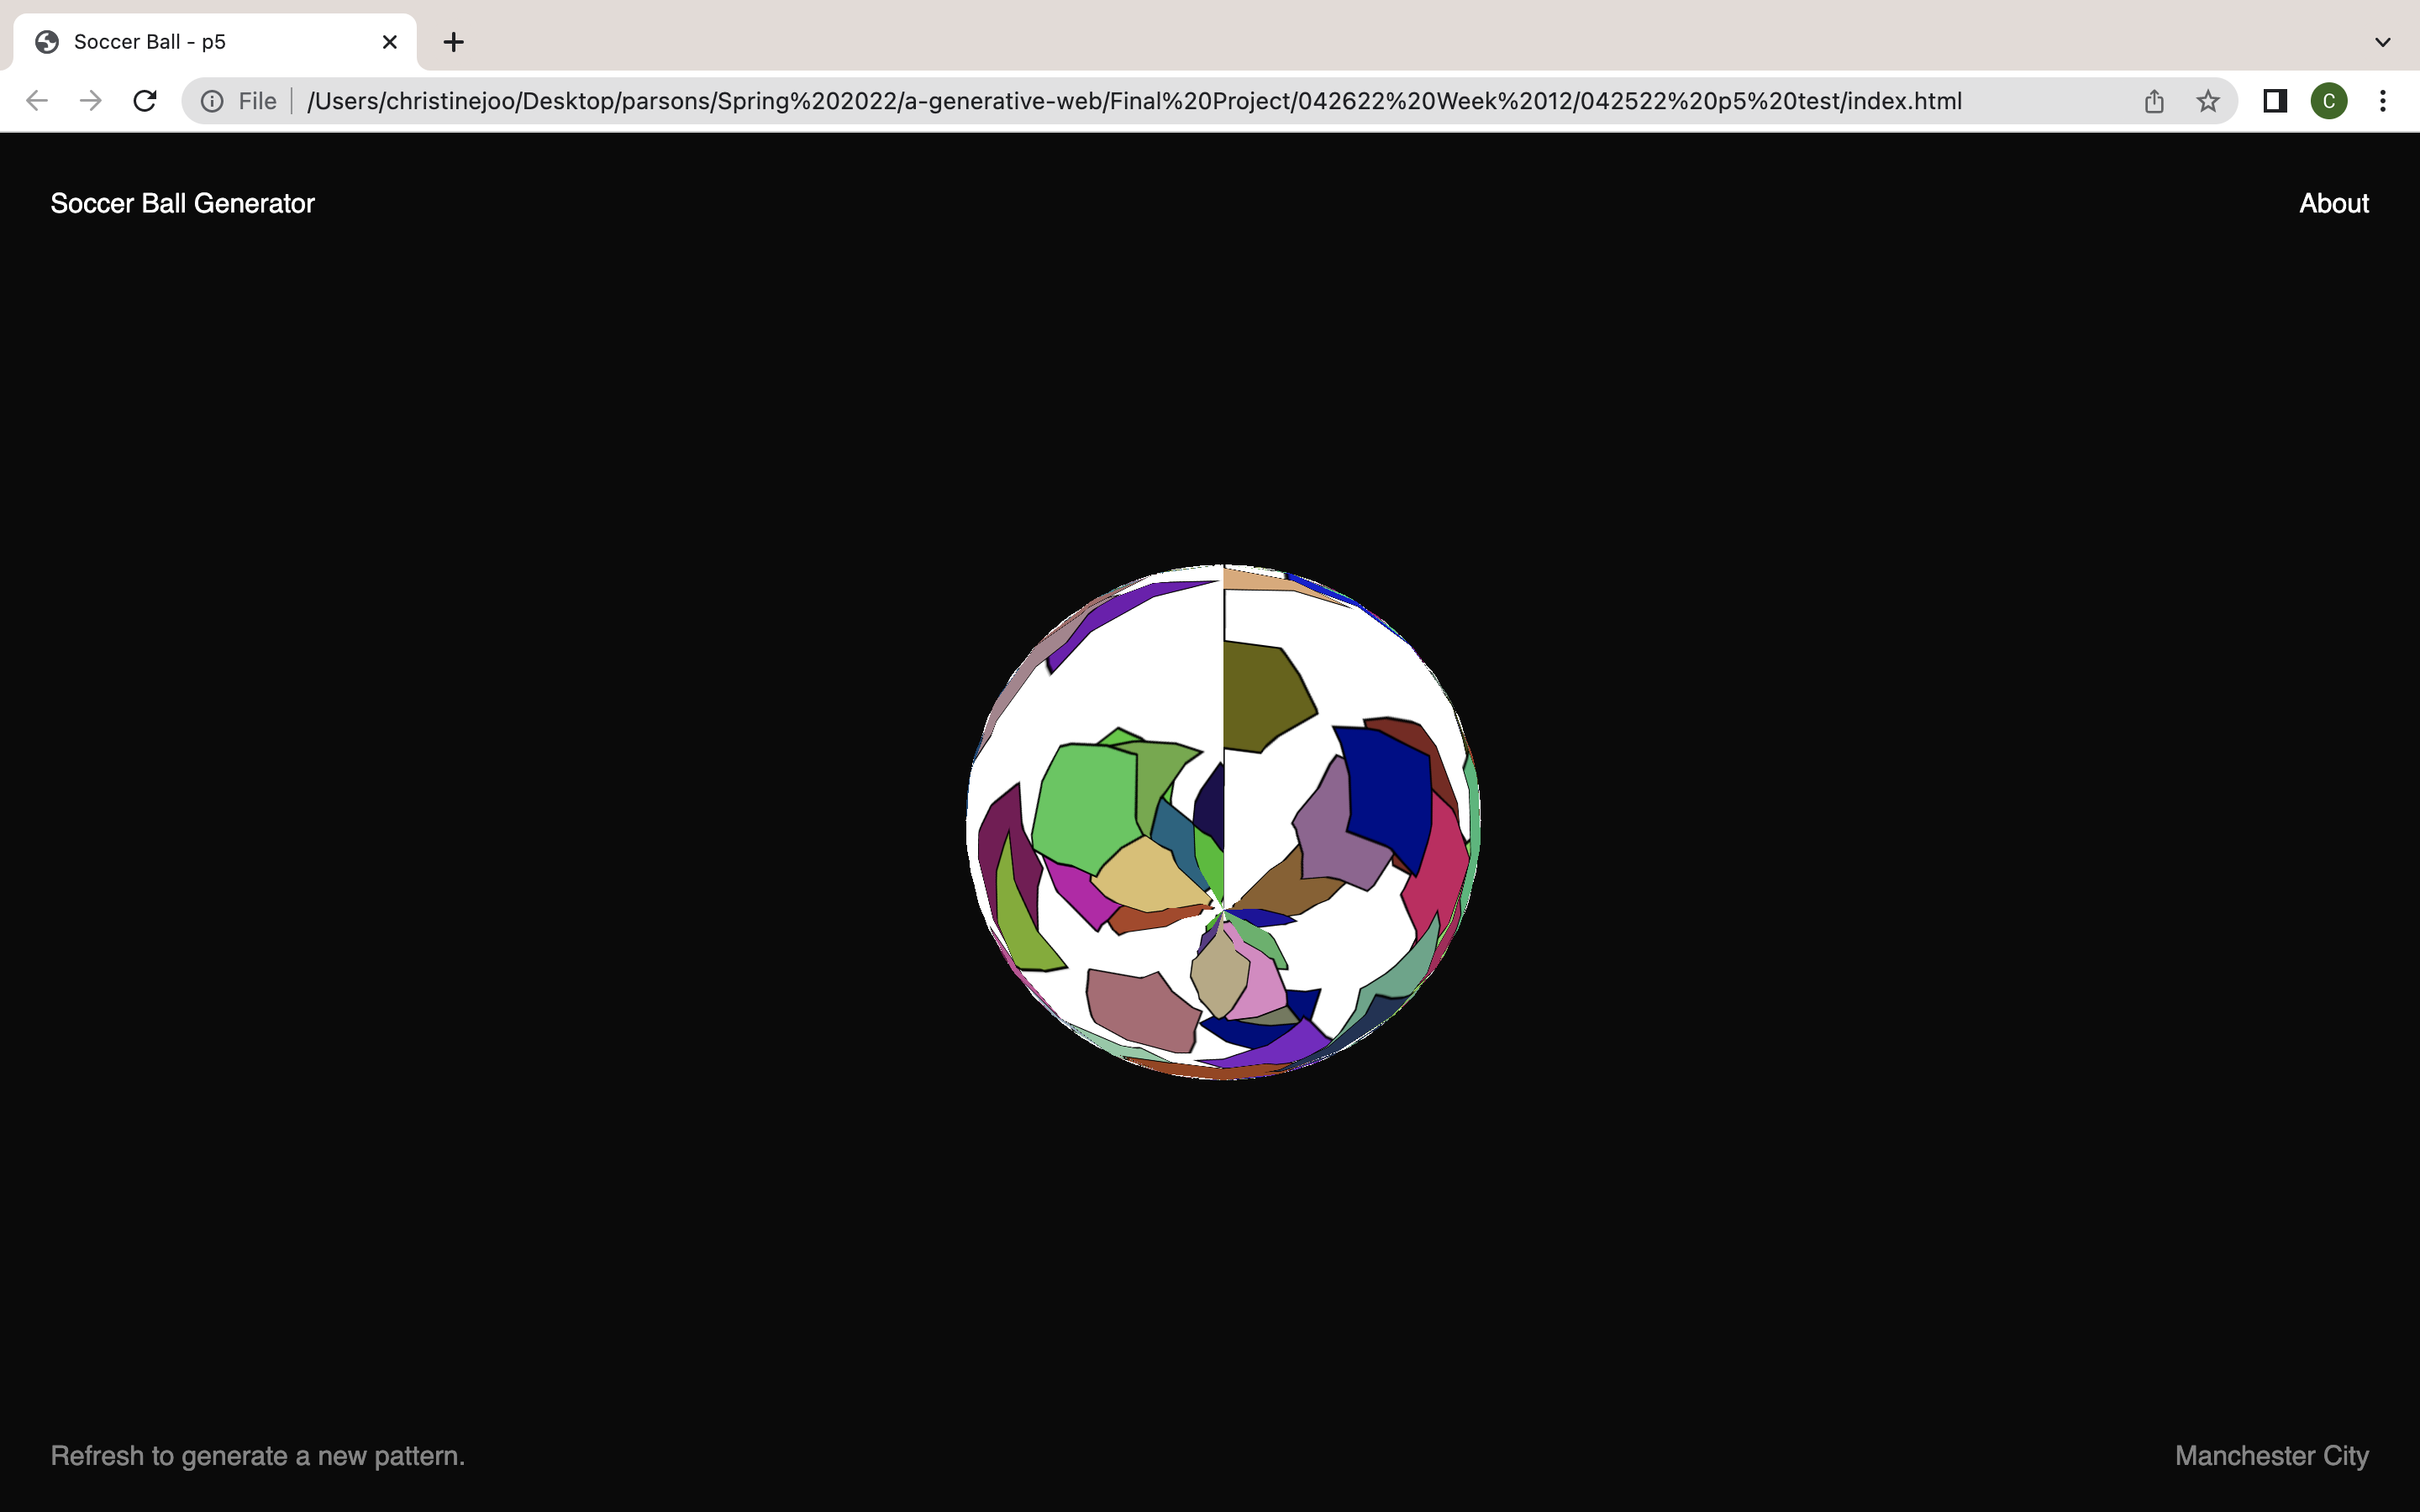 Soccer Ball - p5
File /Users/christinejoo/Desktop/parsons/Spring%202022/a-generative-web/Final%20Project/042622%20Week%2012/042522%20p5%20test/index.html
C
Soccer Ball Generator
About
Refresh to generate a new pattern.
Manchester City